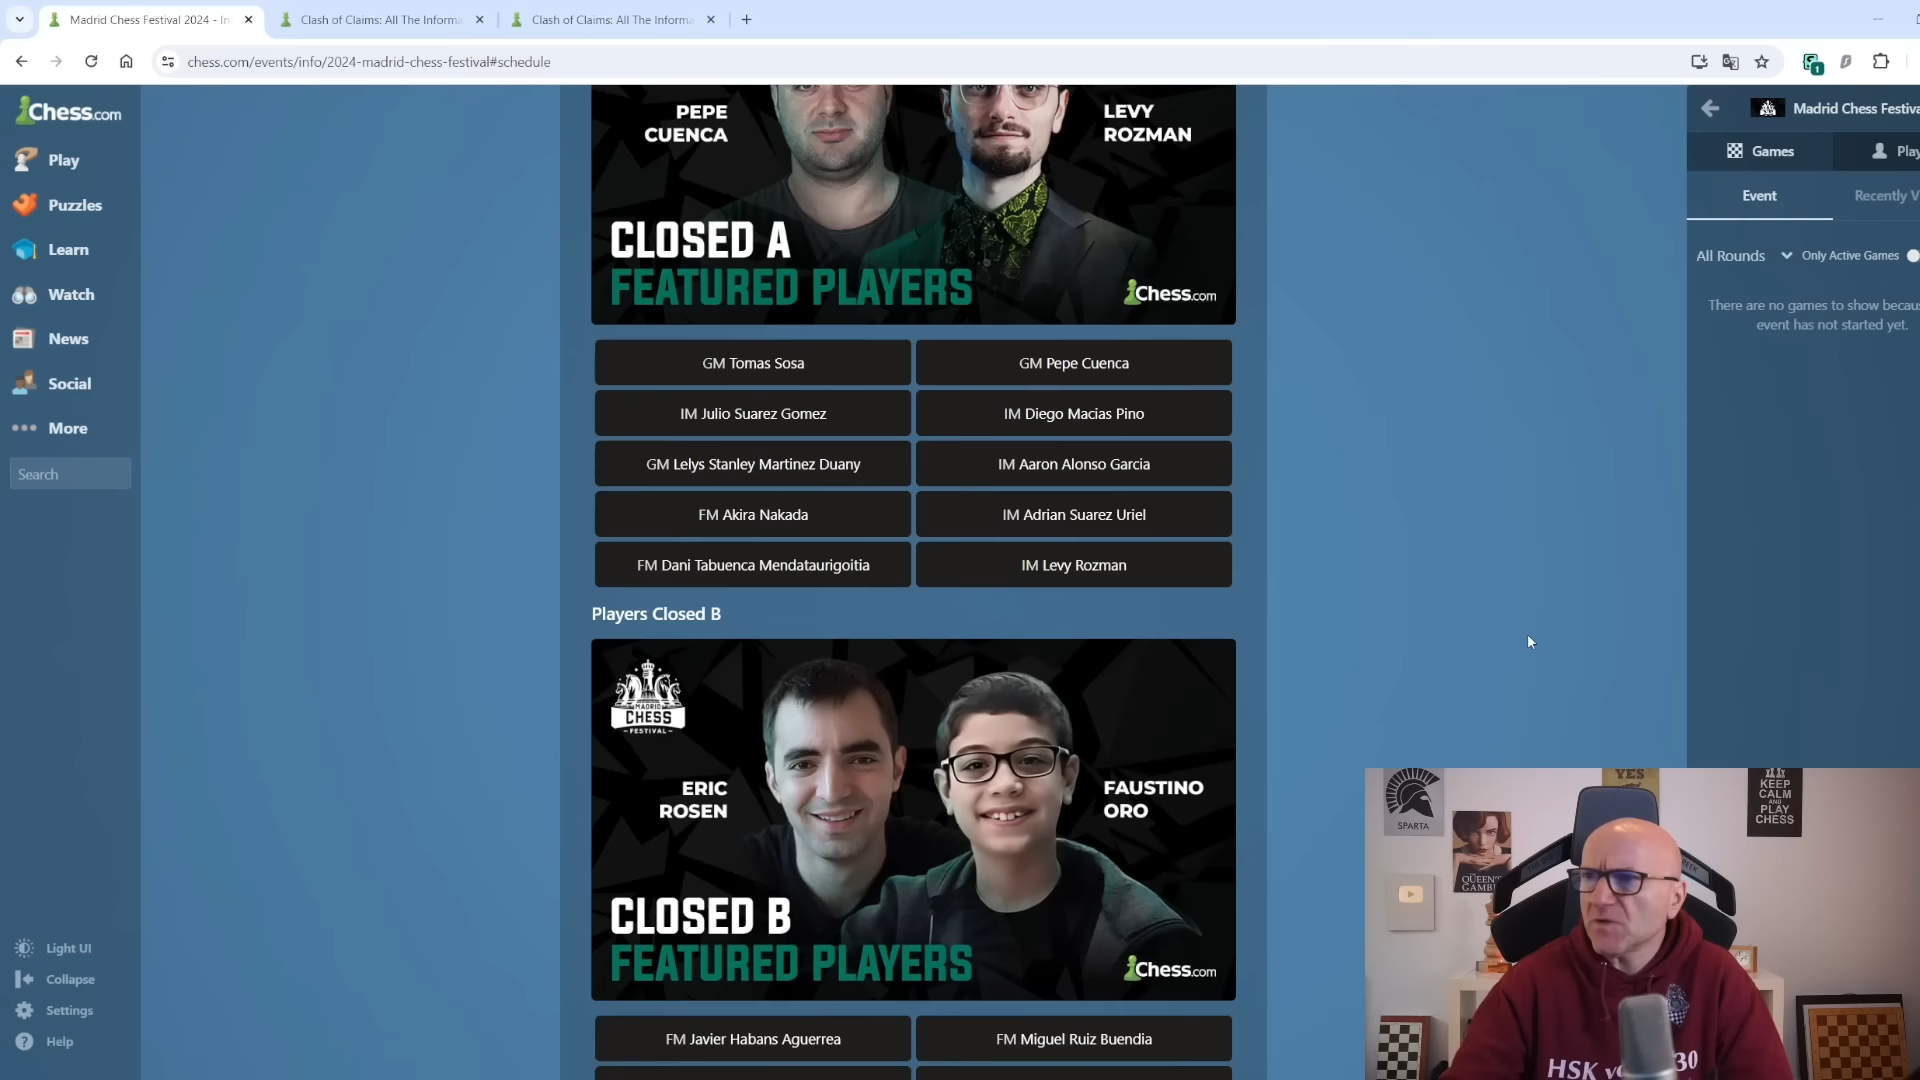 Madrid Chess Festival 2024 - In
Clash of Claims: All The Informa
Clash of Claims: All The Informa
chess.com/events/info/2024-madrid-chess-festival#schedule
1
Chess.com
Play
Puzzles
Learn
Watch
News
Social
More
Search
Light UI
Collapse
Settings
Help
PEPE
CUENCA
LEVY
ROZMAN
CLOSED A
FEATURED PLAYERS
Chess.com
GM Tomas Sosa
GM Pepe Cuenca
IM Julio Suarez Gomez
IM Diego Macias Pino
GM Lelys Stanley Martinez Duany
IM Aaron Alonso Garcia
FM Akira Nakada
IM Adrian Suarez Uriel
FM Dani Tabuenca Mendataurigoitia
IM Levy Rozman
Players Closed B
MADRID
CHESS
FESTIVAL
ERIC
ROSEN
FAUSTINO
ORO
CLOSED B
FEATURED PLAYERS
Chess.com
FM Javier Habans Aguerrea
FM Miguel Ruiz Buendia
Madrid Chess Festiva
Games
Play
Event
Recently V
All Rounds
Only Active Games
There are no games to show becaus
event has not started yet.
SPARTA
YES
KEEP
CALM
AND
PLAY
CHESS
THE
QUEEN'S
GAMBI
HSK v
30